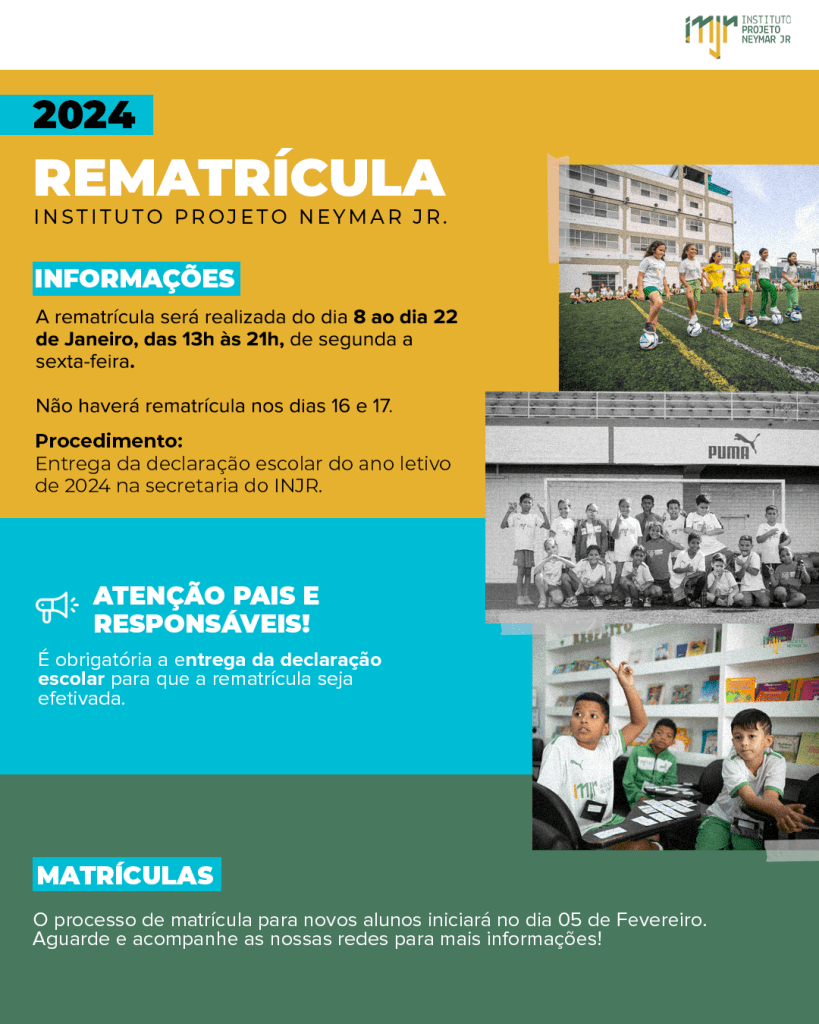 INSTITUTO
PROJETO
NEYMAR JR
2024
REMATRÍCULA
INSTITUTO PROJETO NEYMAR JR.
INFORMAÇÕES
A rematrícula será realizada do dia 8 ao dia 22
de Janeiro, das 13h às 21h, de segunda a
sexta-feira.
Não haverá rematrícula nos dias 16 e 17.
Procedimento:
Entrega da declaração escolar do ano letivo
de 2024 na secretaria do INJR.
PUMA
ATENÇÃO PAIS E
RESPONSÁVEIS!
É obrigatória a entrega da declaração
escolar para que a rematrícula seja
efetivada.
RESPEITO
MATRÍCULAS
O processo de matrícula para novos alunos iniciará no dia 05 de Fevereiro.
Aguarde e acompanhe as nossas redes para mais informações!